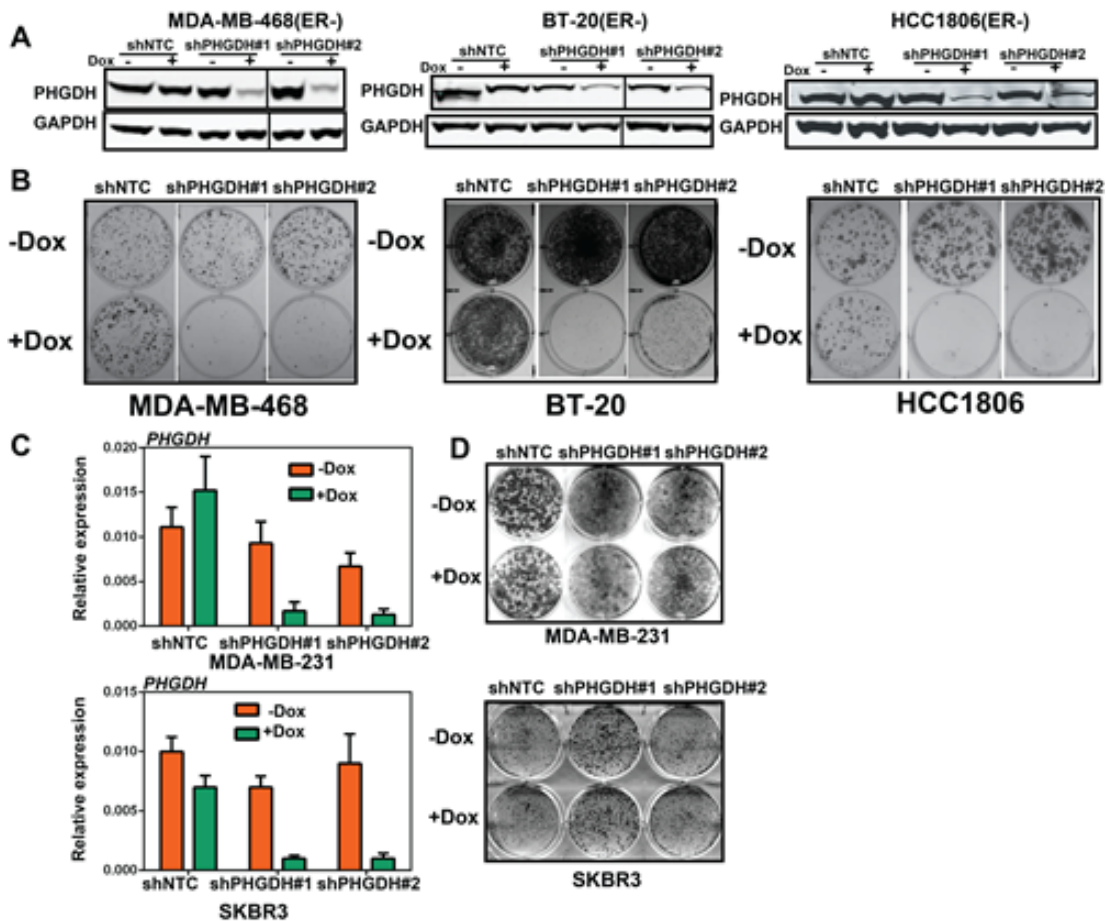 A
MDA-MB-468(ER-)
shNTC shPHGDH#1 shPHGDH#2
Dox - + - + - +
PHGDH
GAPDH
BT-20(ER-)
shNTC shPHGDH#1 shPHGDH#2
Dox - + - + - +
PHGDH
GAPDH
HCC1806(ER-)
shNTC shPHGDH#1 shPHGDH#2
Dox - + - + - +
PHGDH
GAPDH
B
shNTC shPHGDH#1 shPHGDH#2
-Dox
+Dox
MDA-MB-468
shNTC shPHGDH#1 shPHGDH#2
-Dox
+Dox
BT-20
shNTC shPHGDH#1 shPHGDH#2
-Dox
+Dox
HCC1806
C
PHGDH
Relative expression
0.020
0.015
0.010
0.005
0.000
-Dox
+Dox
shNTC shPHGDH#1 shPHGDH#2
MDA-MB-231
PHGDH
Relative expression
0.015
0.010
0.005
0.000
-Dox
+Dox
shNTC shPHGDH#1 shPHGDH#2
SKBR3
D
shNTC shPHGDH#1 shPHGDH#2
-Dox
+Dox
MDA-MB-231
shNTC shPHGDH#1 shPHGDH#2
-Dox
+Dox
SKBR3